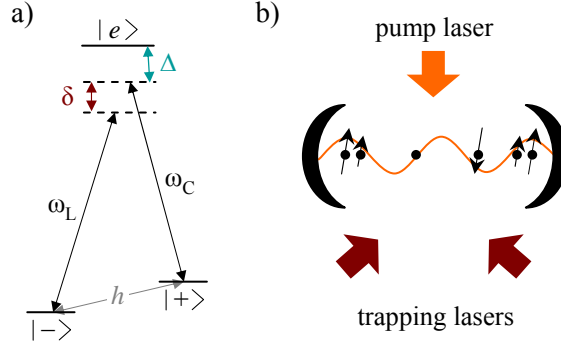 a)
| e >
Δ
δ
ω_L
ω_C
h
|+>
|−>
b)
pump laser
trapping lasers